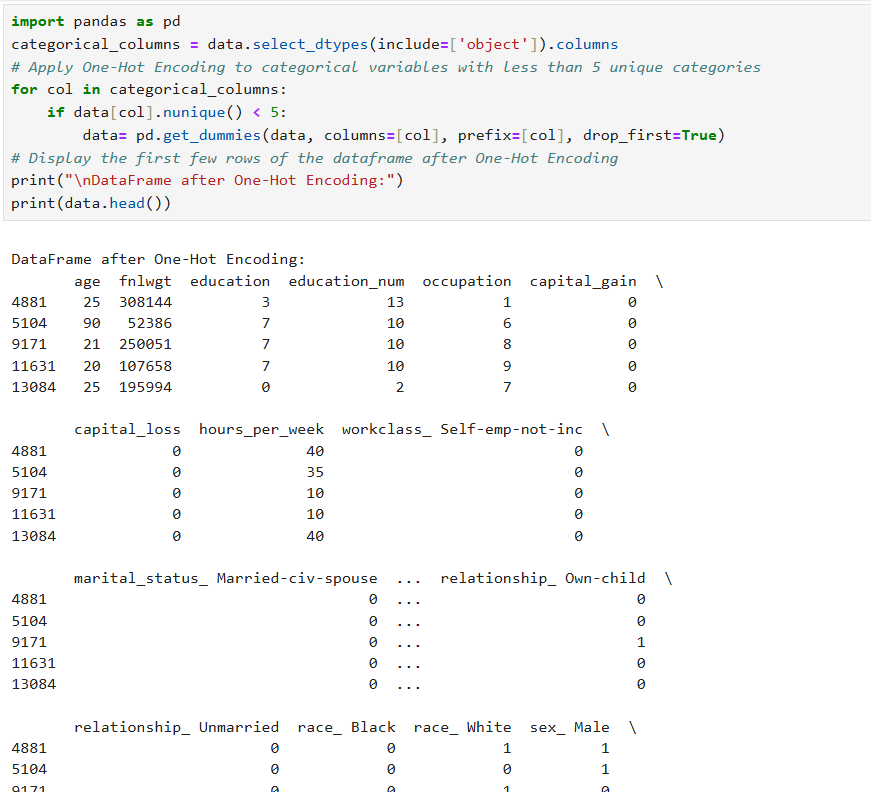 import pandas as pd
categorical_columns = data.select_dtypes(include=['object']).columns
# Apply One-Hot Encoding to categorical variables with less than 5 unique categories
for col in categorical_columns:
    if data[col].nunique() < 5:
        data= pd.get_dummies(data, columns=[col], prefix=[col], drop_first=True)
# Display the first few rows of the dataframe after One-Hot Encoding
print("\nDataFrame after One-Hot Encoding:")
print(data.head())
DataFrame after One-Hot Encoding:
       age  fnlwgt  education  education_num  occupation  capital_gain  \
4881    25  308144          3             13           1             0
5104    90   52386          7             10           6             0
9171    21  250051          7             10           8             0
11631   20  107658          7             10           9             0
13084   25  195994          0              2           7             0
       capital_loss  hours_per_week  workclass_ Self-emp-not-inc  \
4881              0              40                            0
5104              0              35                            0
9171              0              10                            0
11631             0              10                            0
13084             0              40                            0
       marital_status_ Married-civ-spouse  ...  relationship_ Own-child  \
4881                                    0  ...                        0
5104                                    0  ...                        0
9171                                    0  ...                        1
11631                                   0  ...                        0
13084                                   0  ...                        0
       relationship_ Unmarried  race_ Black  race_ White  sex_ Male  \
4881                         0            0            1          1
5104                         0            0            0          1
9171                         0            0            1          0